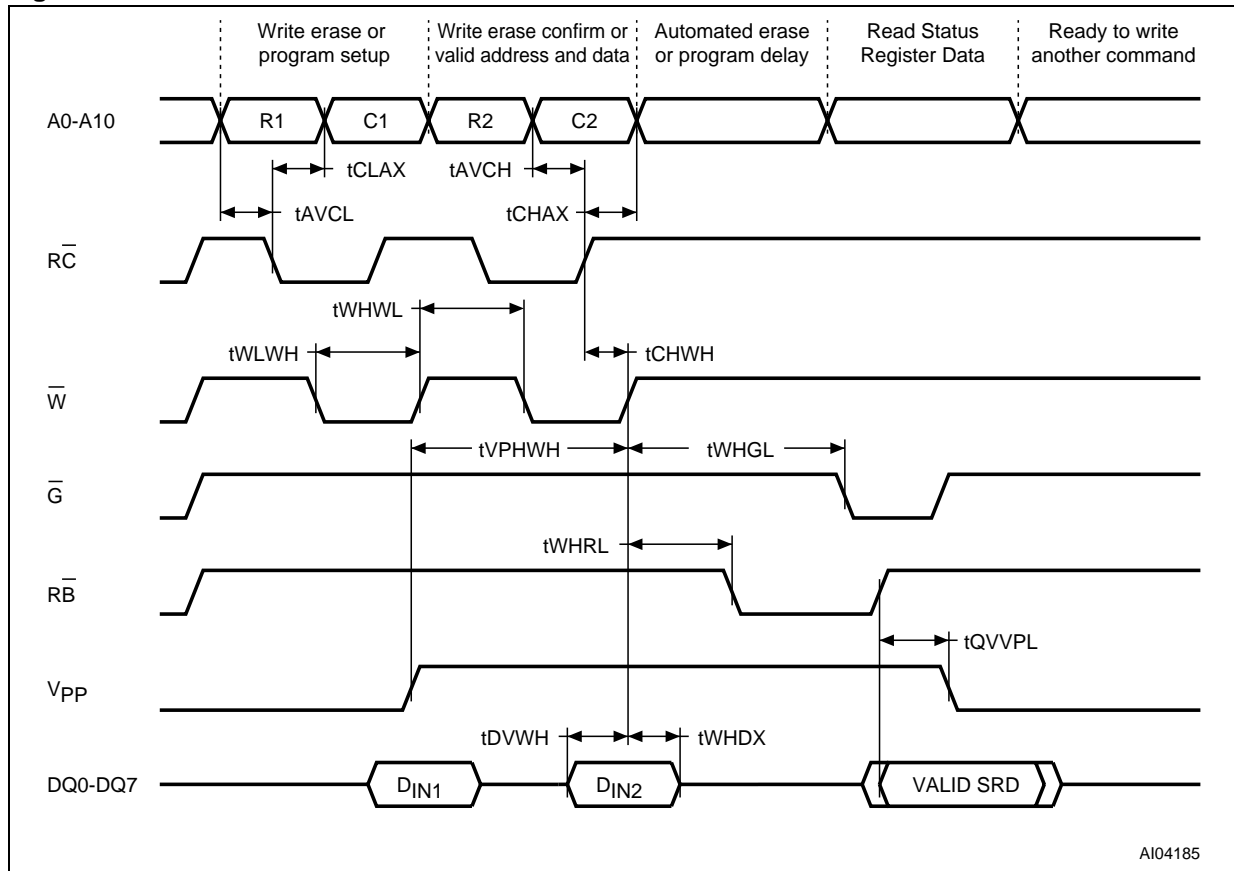 Write erase or program setup
Write erase confirm or valid address and data
Automated erase or program delay
Read Status Register Data
Ready to write another command
A0-A10
R1
C1
R2
C2
tCLAX
tAVCH
tAVCL
tCHAX
RC̅
tWHWL
tWLWH
tCHWH
W̅
tVPHWH
tWHGL
G̅
tWHRL
RB̅
tQVVPL
VPP
tDVWH
tWHDX
DQ0-DQ7
DIN1
DIN2
VALID SRD
AI04185